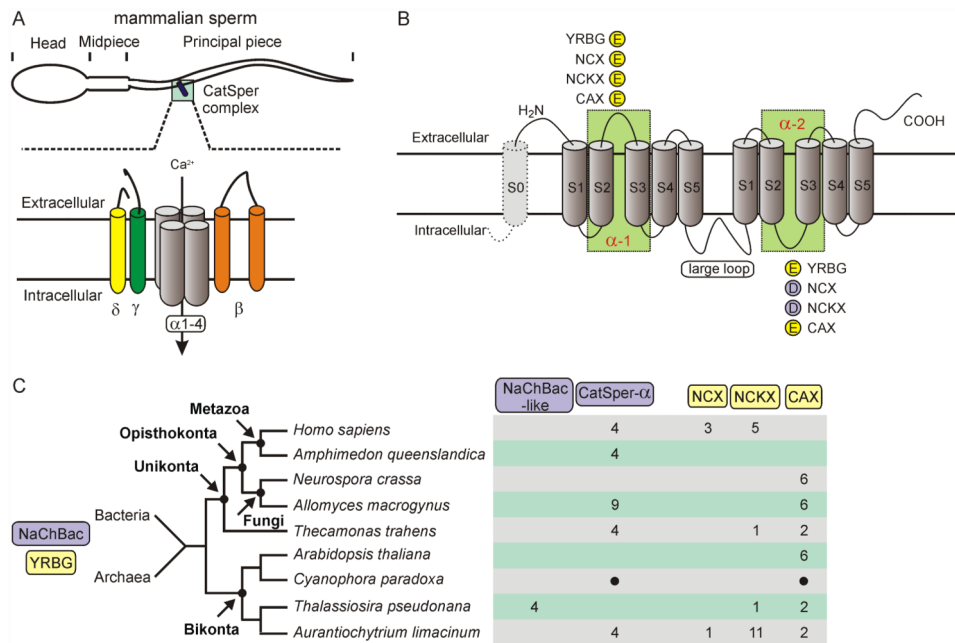 A
mammalian sperm
Head Midpiece Principal piece
CatSper
complex
Ca²⁺
Extracellular
Intracellular
δ γ β
α1-4
B
YRBG E
NCX E
NCKX E
CAX E
H₂N
α-2
COOH
Extracellular
S0 S1 S2 S3 S4 S5 S1 S2 S3 S4 S5
Intracellular
α-1
large loop
E YRBG
D NCX
D NCKX
E CAX
C
NaChBac
-like CatSper-α NCX NCKX CAX
Metazoa
Opisthokonta
Unikonta
Fungi
Bikonta
NaChBac
YRBG
Bacteria
Archaea
Homo sapiens 4 3 5
Amphimedon queenslandica 4
Neurospora crassa 6
Allomyces macrogynus 9 6
Thecamonas trahens 4 1 2
Arabidopsis thaliana 6
Cyanophora paradoxa ● ●
Thalassiosira pseudonana 4 1 2
Aurantiochytrium limacinum 4 1 11 2